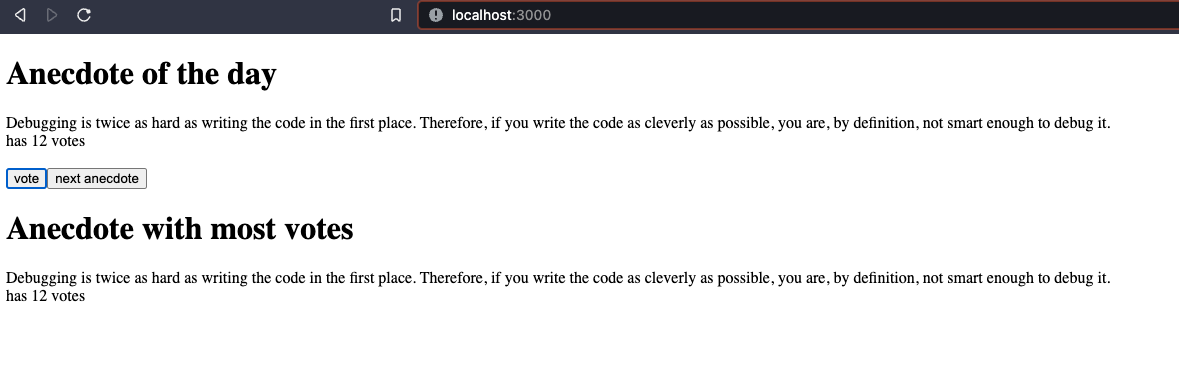 localhost:3000
Anecdote of the day
Debugging is twice as hard as writing the code in the first place. Therefore, if you write the code as cleverly as possible, you are, by definition, not smart enough to debug it.
has 12 votes
vote next anecdote
Anecdote with most votes
Debugging is twice as hard as writing the code in the first place. Therefore, if you write the code as cleverly as possible, you are, by definition, not smart enough to debug it.
has 12 votes